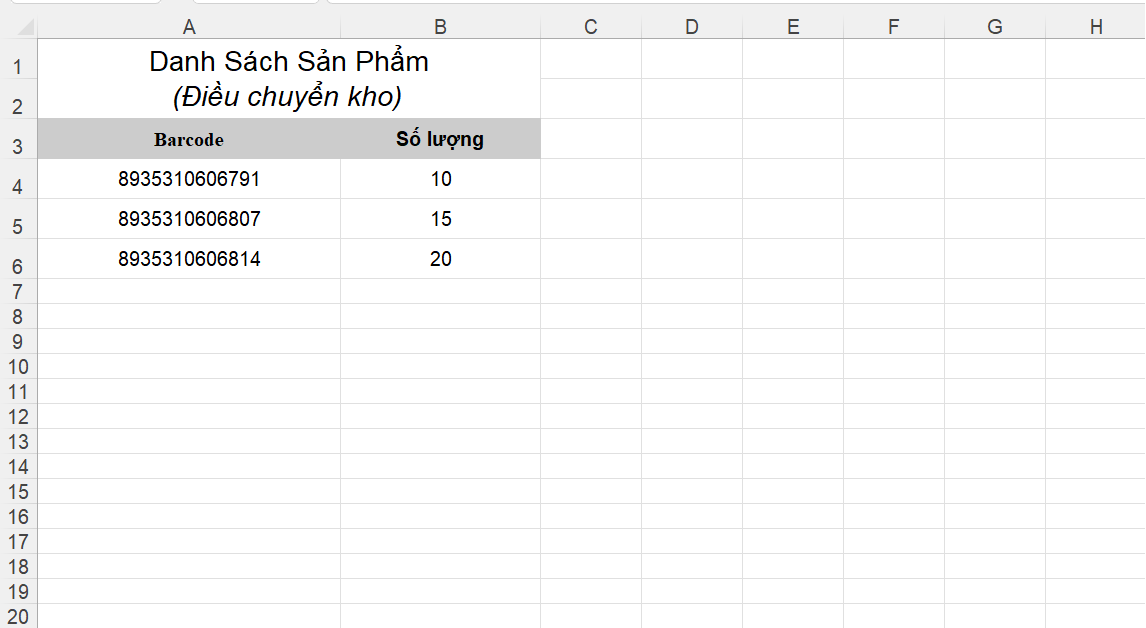 A B C D E F G H
1 Danh Sách Sản Phẩm
2 (Điều chuyển kho)
3 Barcode Số lượng
4 8935310606791 10
5 8935310606807 15
6 8935310606814 20
7
8
9
10
11
12
13
14
15
16
17
18
19
20